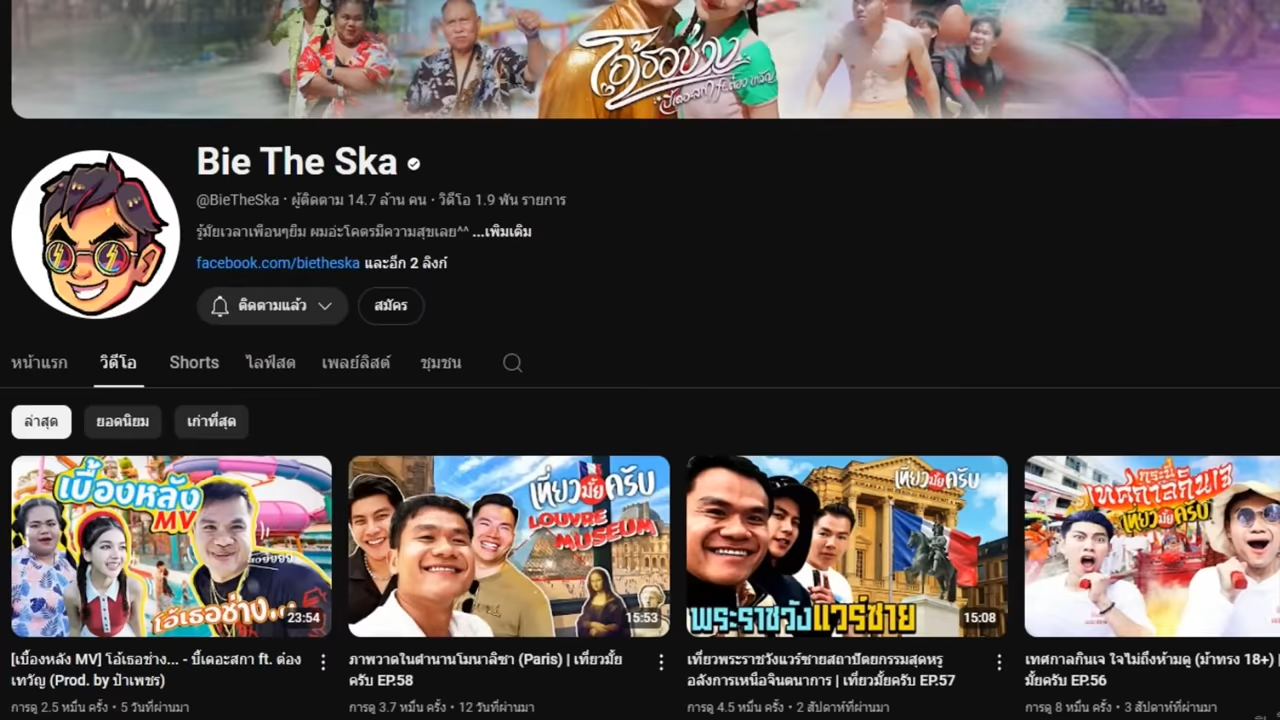 โอ้เธอช่าง
บี้เดอะสกา ft. ต้อง เทวัญ
Bie The Ska
@BieTheSka · ผู้ติดตาม 14.7 ล้าน คน · วิดีโอ 1.9 พัน รายการ
รู้มัยเวลาเพือนๆยิม ผมอ่ะโคตรมีความสุขเลย^^ ...เพิ่มเติม
facebook.com/bietheska และอีก 2 ลิงก์
ติดตามแล้ว สมัคร
หน้าแรก วิดีโอ Shorts ไลฟ์สด เพลย์ลิสต์ ชุมชน
ล่าสุด ยอดนิยม เก่าที่สุด
เบื้องหลัง
MV
โอ้เธอช่าง..
23:54
เที่ยวมั้ยครับ
LOUVRE
MUSEUM
15:53
เที่ยวมั้ยครับ
พระราชวังแวร์ซาย
15:08
เทศกาลกินเจ
เที่ยวมั้ยครับ
[เบื้องหลัง MV] โอ้เธอช่าง... - บี้เดอะสกา ft. ต่อง
เทวัญ (Prod. by ป๋าเพชร)
การดู 2.5 หมื่น ครั้ง · 5 วันที่ผ่านมา
ภาพวาดในตำนานโมนาลิซา (Paris) | เที่ยวมั้ย
ครับ EP.58
การดู 3.7 หมื่น ครั้ง · 12 วันที่ผ่านมา
เที่ยวพระราชวังแวร์ซายสถาปัตยกรรมสุดหรู
อลังการเหนือจินตนาการ | เที่ยวมั้ยครับ EP.57
การดู 4.5 หมื่น ครั้ง · 2 สัปดาห์ที่ผ่านมา
เทศกาลกินเจ ใจไม่ถึงห้ามดู (ม้าทรง 18+) |
มั้ยครับ EP.56
การดู 8 หมื่น ครั้ง · 3 สัปดาห์ที่ผ่านมา